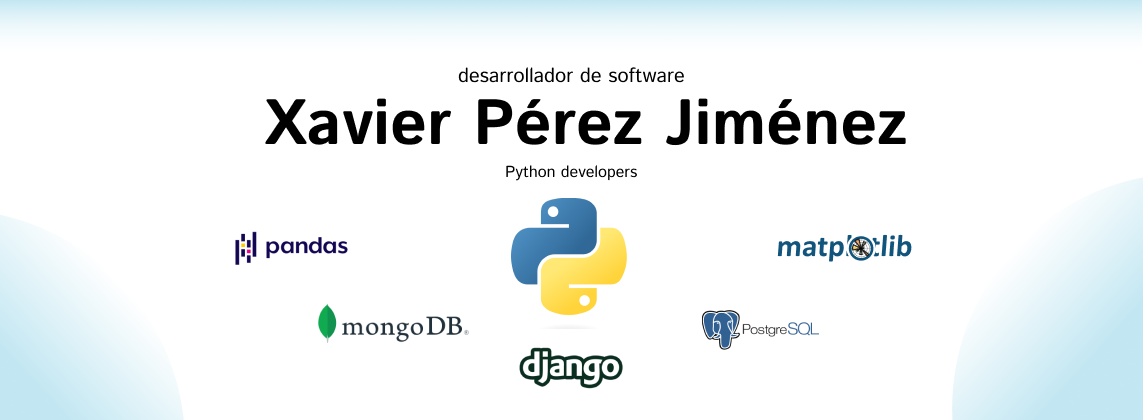 desarrollador de software
Xavier Pérez Jiménez
Python developers
pandas
matplotlib
mongoDB®
PostgreSQL
django